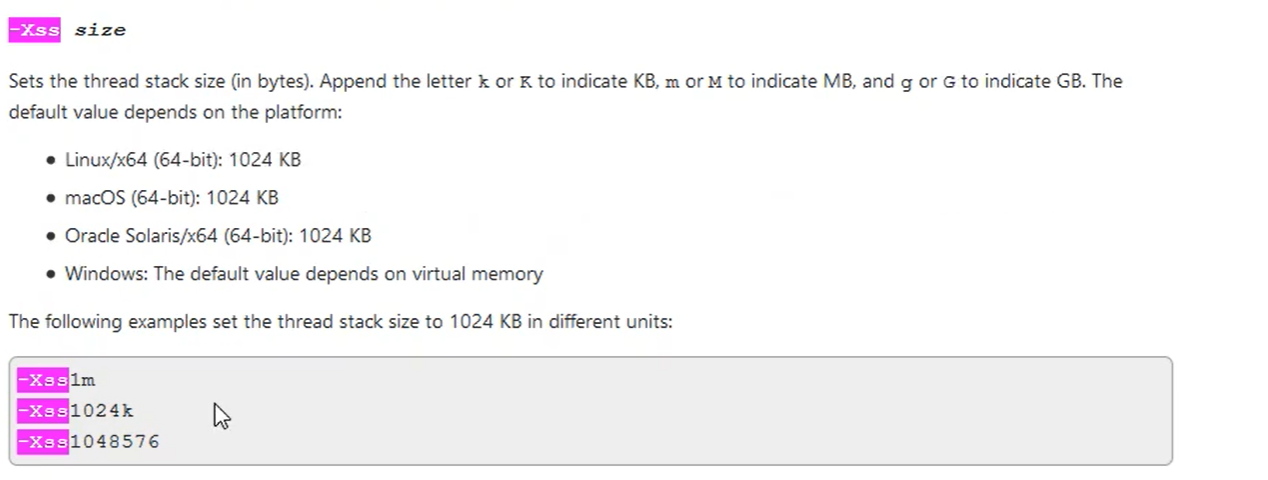 -Xss size
Sets the thread stack size (in bytes). Append the letter k or K to indicate KB, m or M to indicate MB, and g or G to indicate GB. The
default value depends on the platform:
• Linux/x64 (64-bit): 1024 KB
• macOS (64-bit): 1024 KB
• Oracle Solaris/x64 (64-bit): 1024 KB
• Windows: The default value depends on virtual memory
The following examples set the thread stack size to 1024 KB in different units:
-Xss1m
-Xss1024k
-Xss1048576